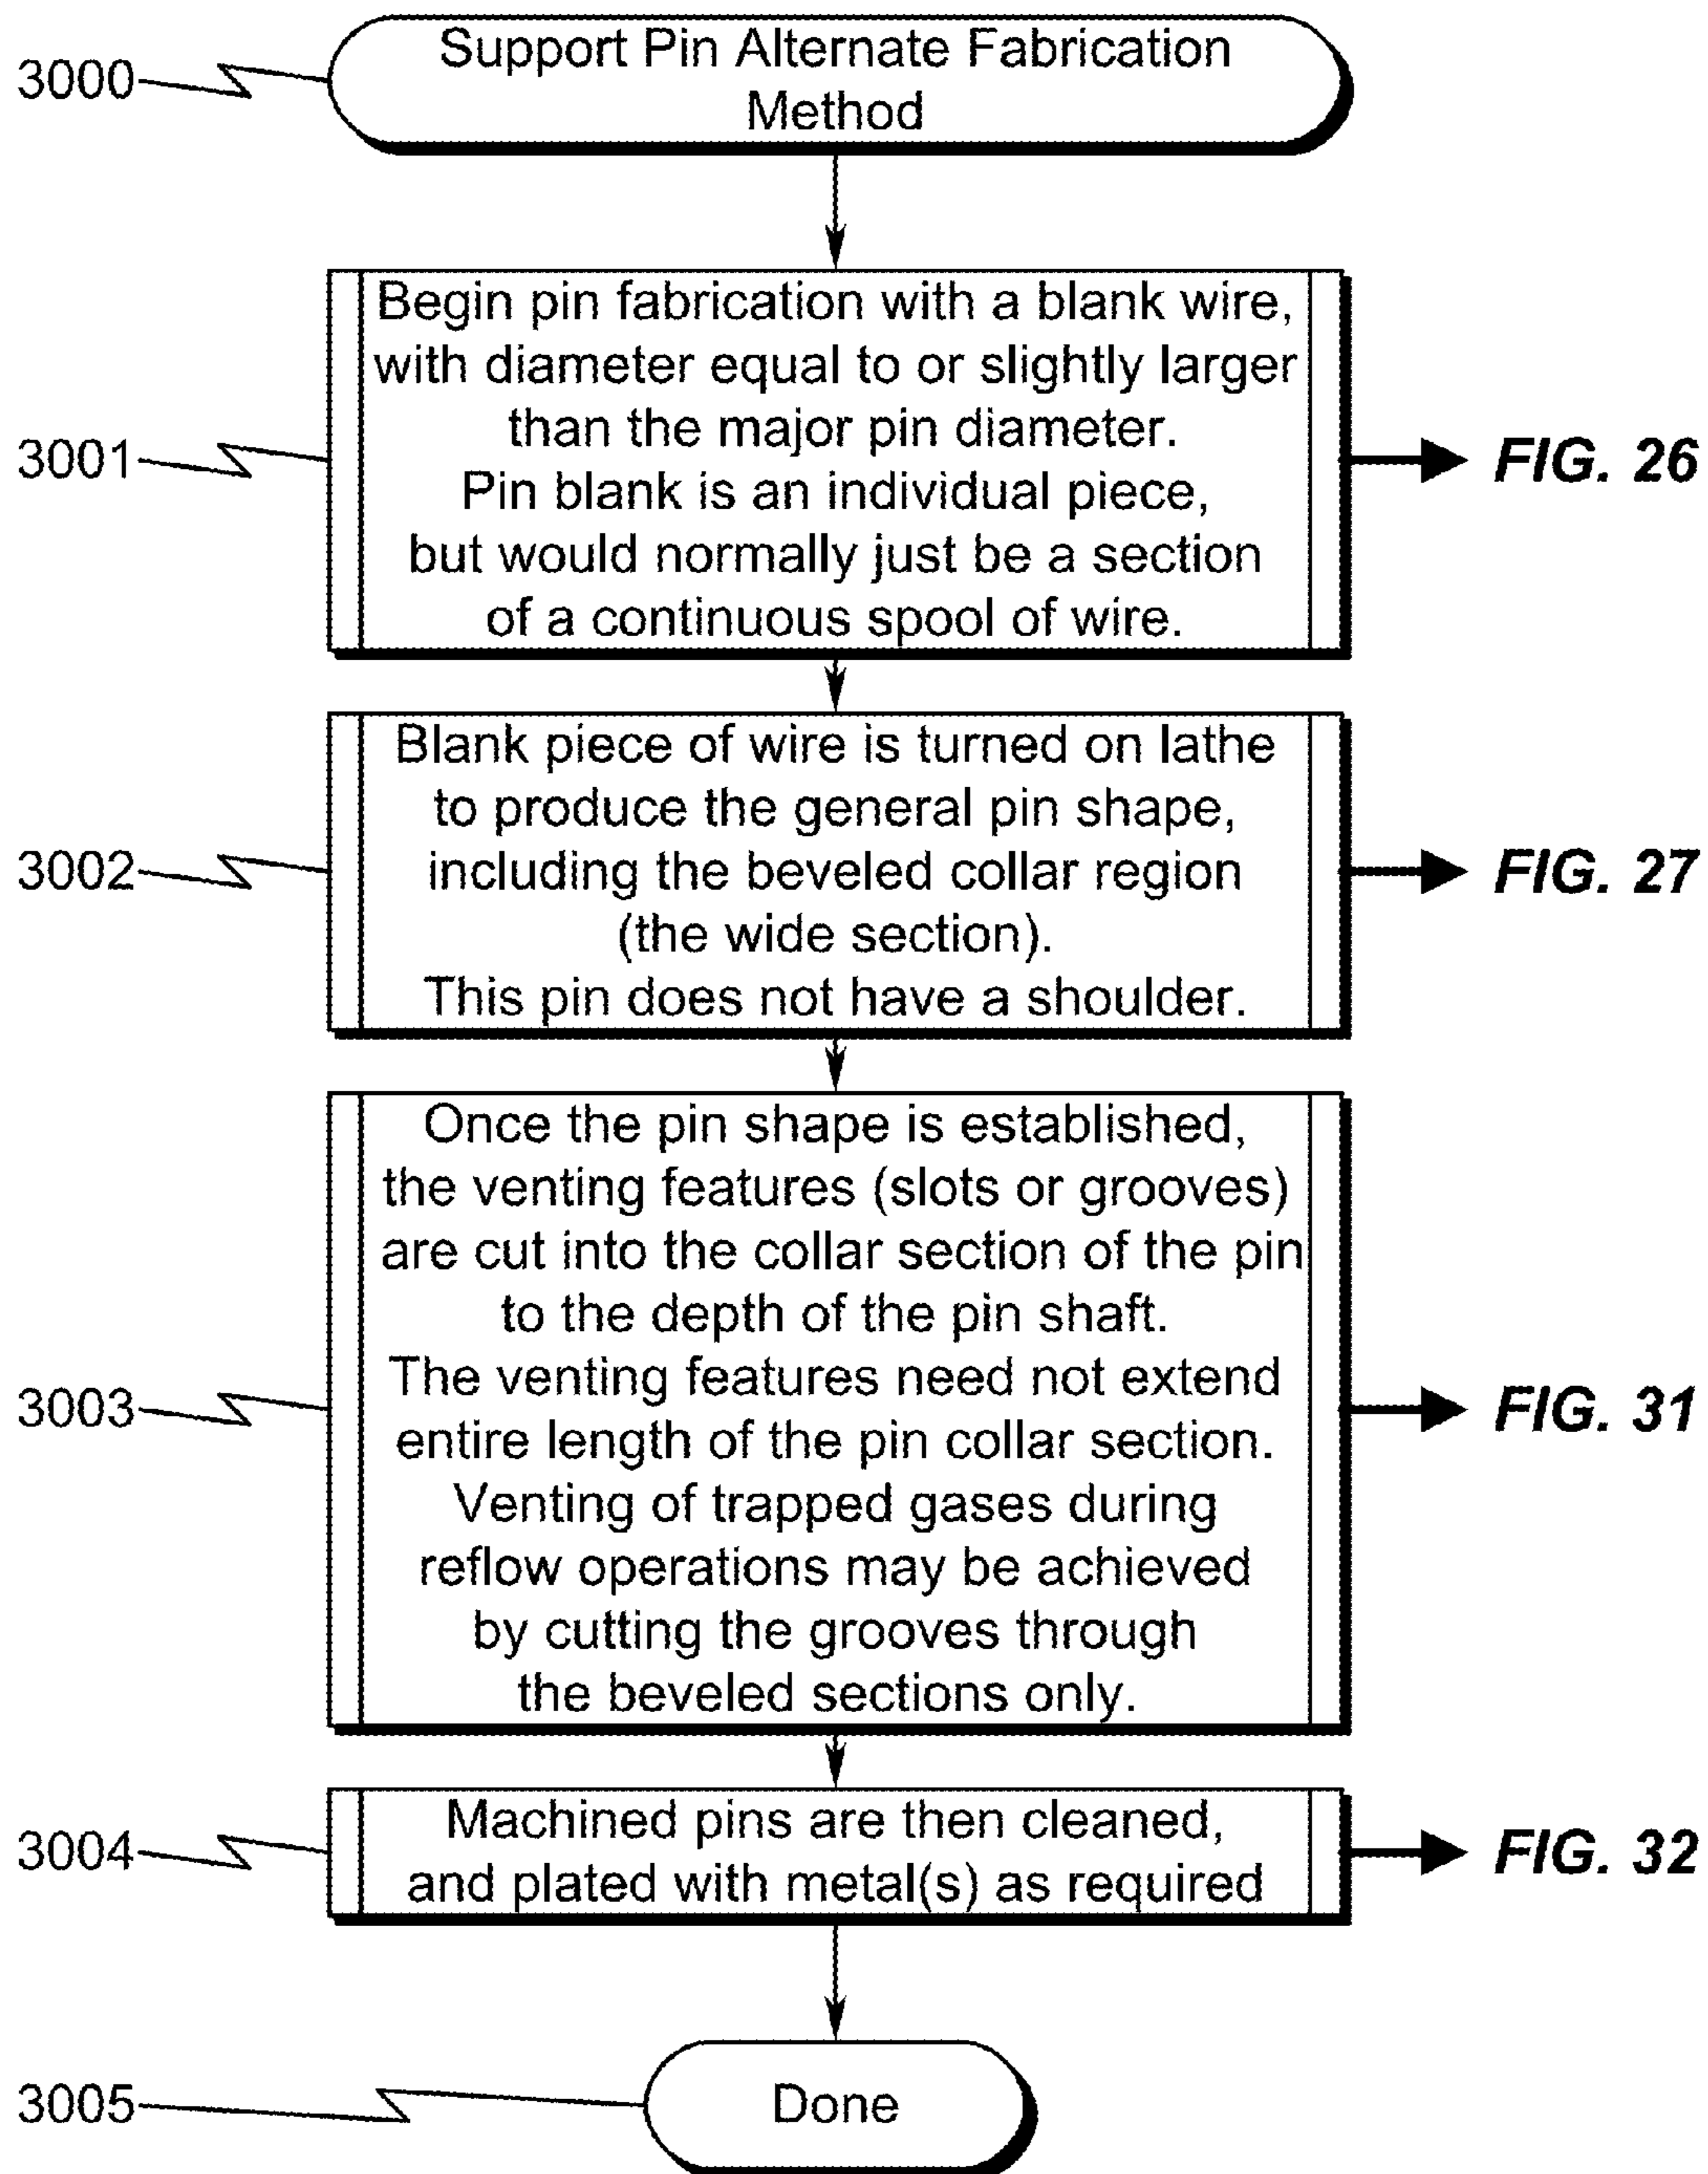 3000
Support Pin Alternate Fabrication
Method
Begin pin fabrication with a blank wire,
with diameter equal to or slightly larger
than the major pin diameter.
Pin blank is an individual piece,
but would normally just be a section
of a continuous spool of wire.
3001
FIG. 26
Blank piece of wire is turned on lathe
to produce the general pin shape,
including the beveled collar region
(the wide section).
This pin does not have a shoulder.
3002
FIG. 27
Once the pin shape is established,
the venting features (slots or grooves)
are cut into the collar section of the pin
to the depth of the pin shaft.
The venting features need not extend
entire length of the pin collar section.
Venting of trapped gases during
reflow operations may be achieved
by cutting the grooves through
the beveled sections only.
3003
FIG. 31
Machined pins are then cleaned,
and plated with metal(s) as required
3004
FIG. 32
3005
Done